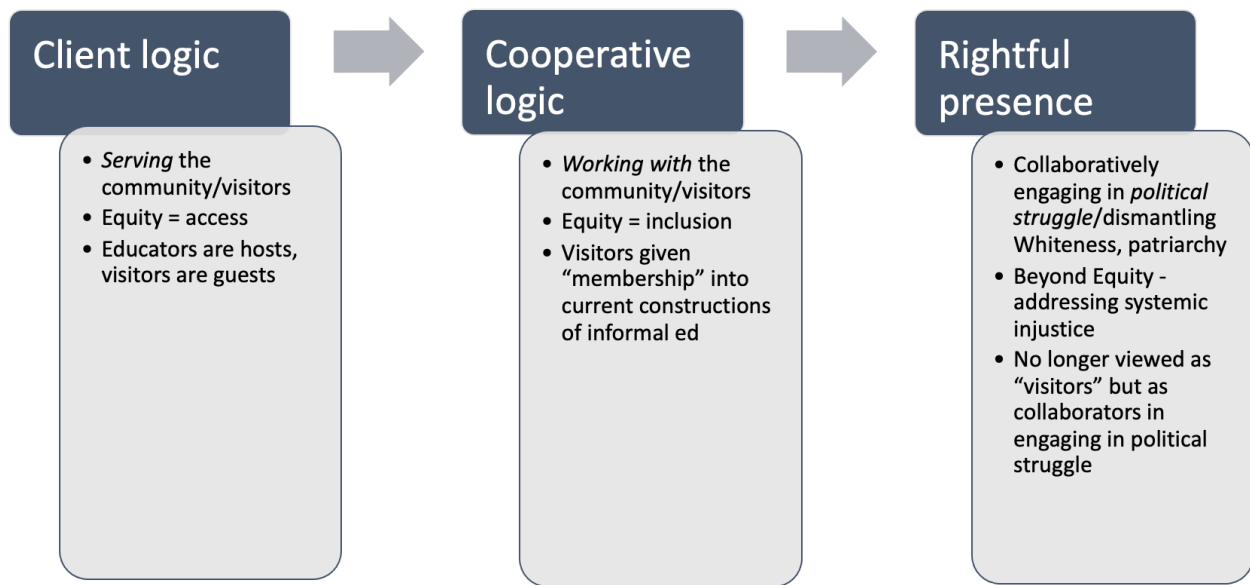 Client logic
• Serving the
community/visitors
• Equity = access
• Educators are hosts,
visitors are guests
Cooperative
logic
• Working with the
community/visitors
• Equity = inclusion
• Visitors given
“membership” into
current constructions
of informal ed
Rightful
presence
• Collaboratively
engaging in political
struggle/dismantling
Whiteness, patriarchy
• Beyond Equity -
addressing systemic
injustice
• No longer viewed as
“visitors” but as
collaborators in
engaging in political
struggle